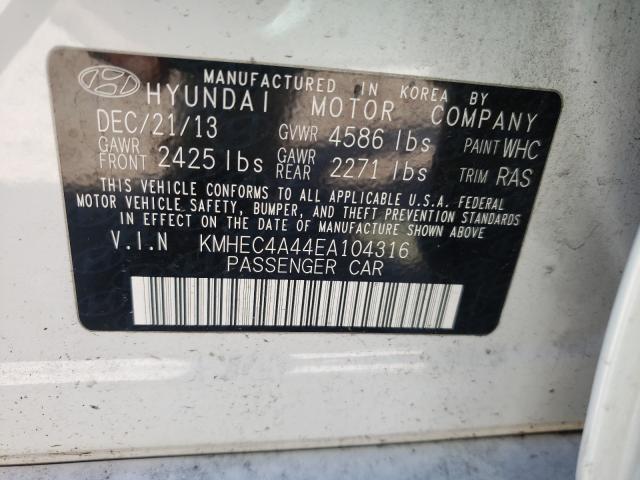 MANUFACTURED IN KOREA BY
HYUNDAI MOTOR COMPANY
DEC/21/13 GVWR 4586 lbs PAINT WHC
GAWR FRONT 2425 lbs GAWR REAR 2271 lbs TRIM RAS
THIS VEHICLE CONFORMS TO ALL APPLICABLE U.S.A. FEDERAL
MOTOR VEHICLE SAFETY, BUMPER, AND THEFT PREVENTION STANDARDS
IN EFFECT ON THE DATE OF MANUFACTURE SHOWN ABOVE.
V.I.N KMHEC4A44EA104316
PASSENGER CAR